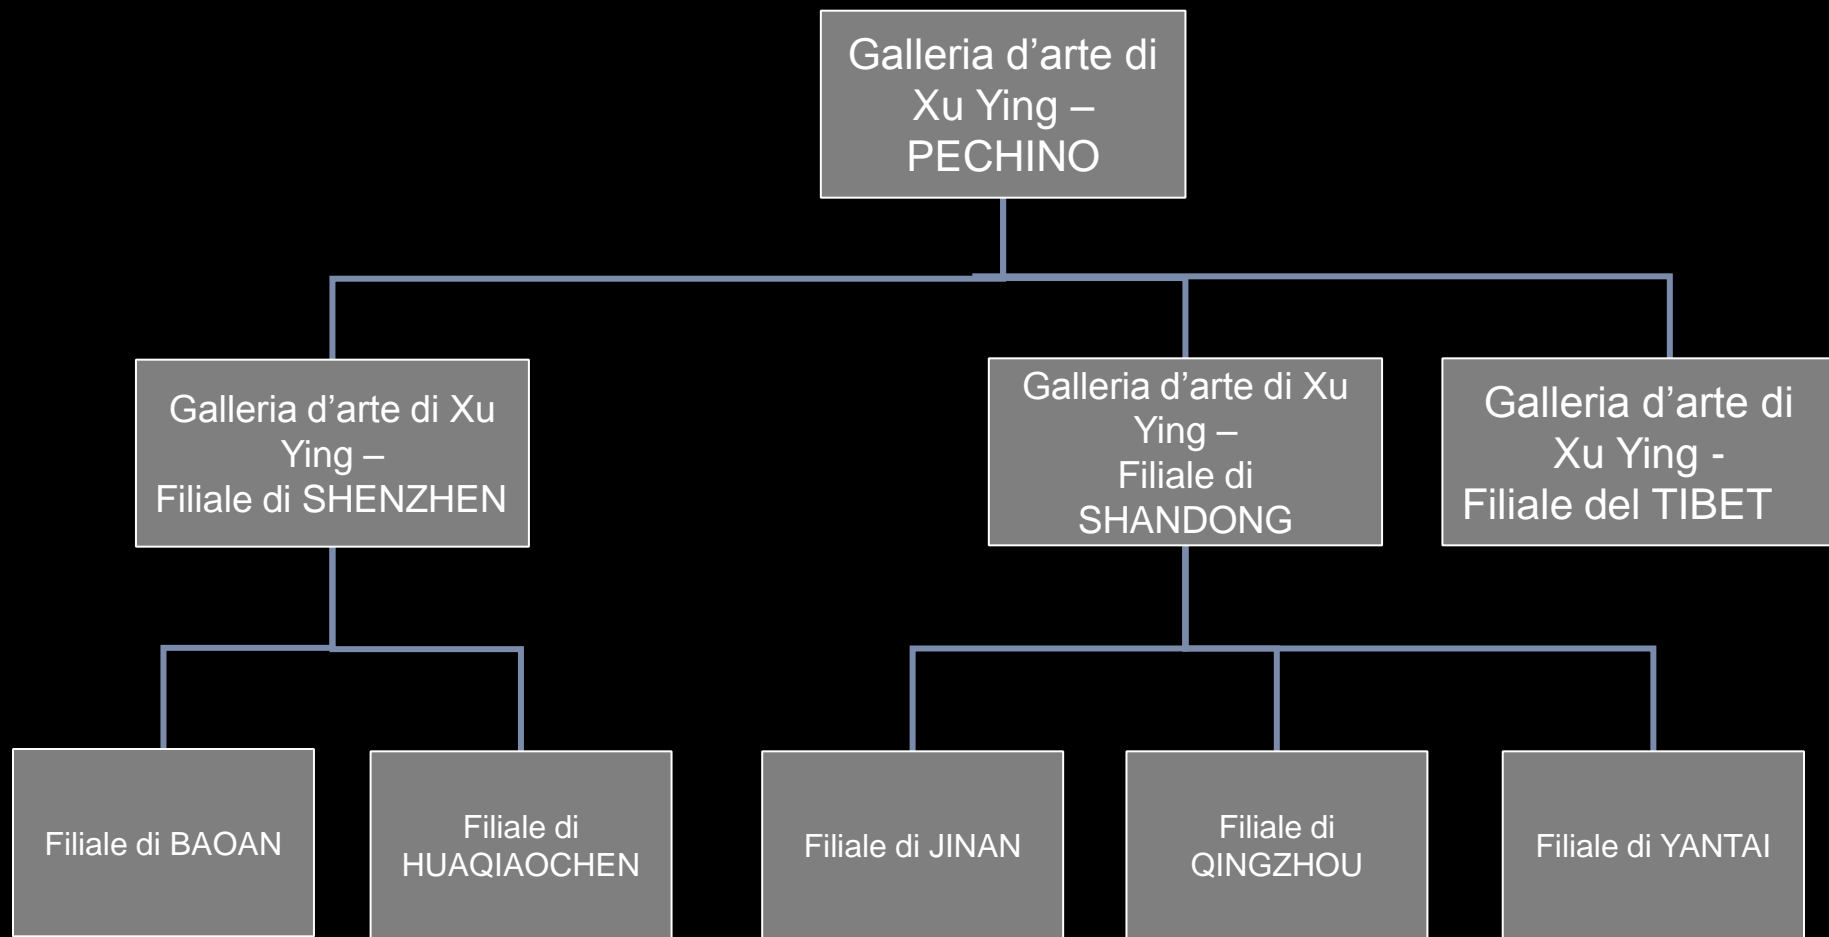 Galleria d’arte di
Xu Ying –
PECHINO
Galleria d’arte di Xu
Ying –
Filiale di SHENZHEN
Galleria d’arte di Xu
Ying –
Filiale di
SHANDONG
Galleria d’arte di
Xu Ying -
Filiale del TIBET
Filiale di BAOAN
Filiale di
HUAQIAOCHEN
Filiale di JINAN
Filiale di
QINGZHOU
Filiale di YANTAI